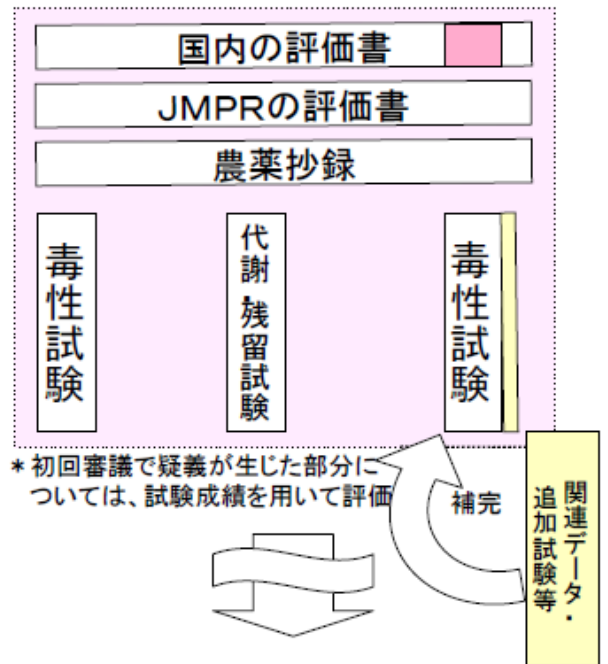 国内の評価書
JMPRの評価書
農薬抄録
毒性試験
代謝・残留試験
毒性試験
＊初回審議で疑義が生じた部分に
ついては、試験成績を用いて評価
補完
関連データ・
追加試験等